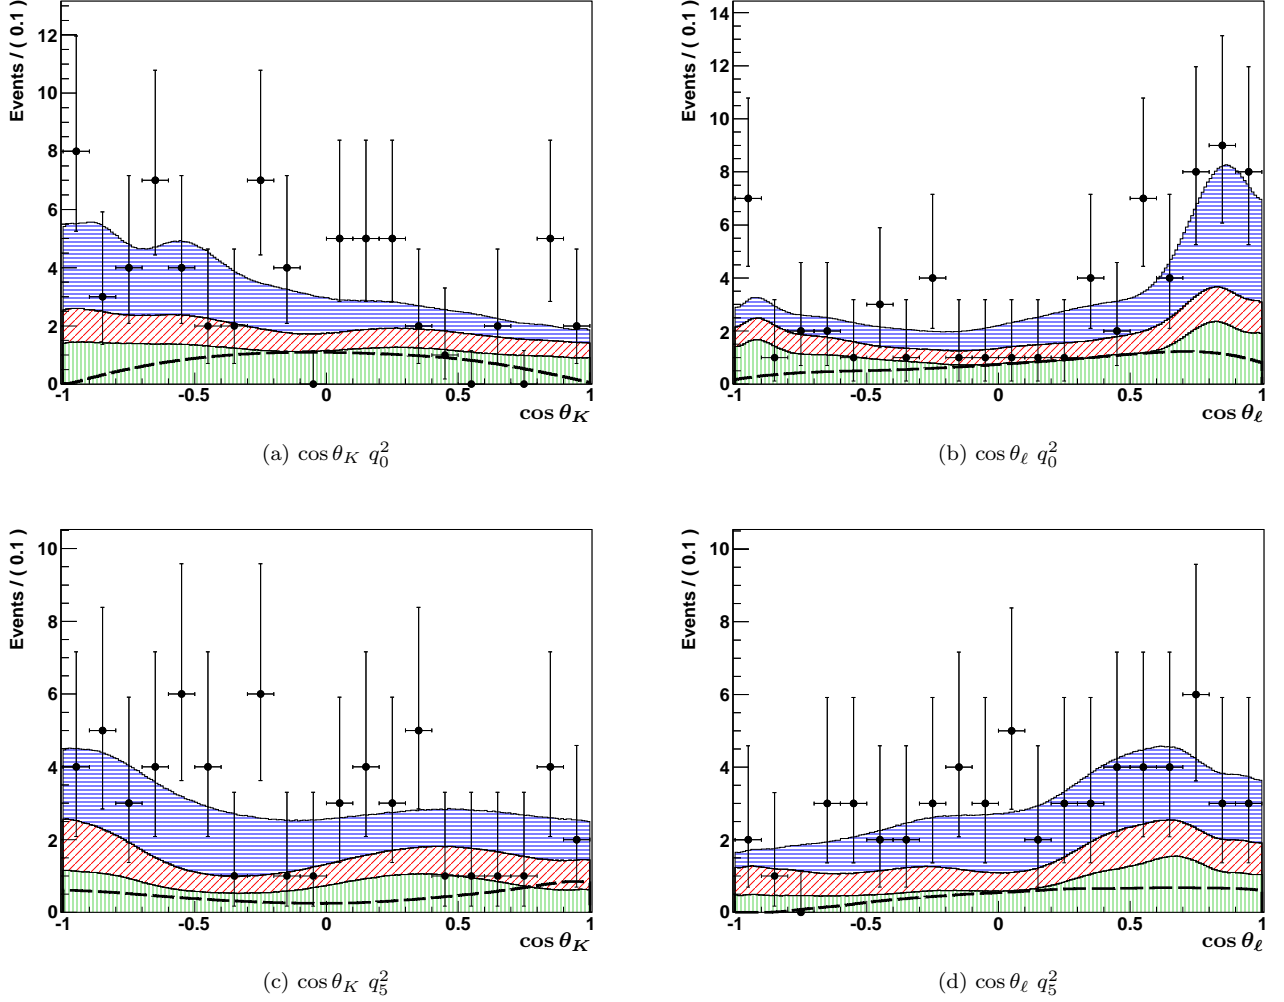 Events / ( 0.1 )
12
10
8
6
4
2
0
-1 -0.5 0 0.5 1
cos θ_K
(a) cos θ_K q_0^2
Events / ( 0.1 )
14
12
10
8
6
4
2
0
-1 -0.5 0 0.5 1
cos θ_ℓ
(b) cos θ_ℓ q_0^2
Events / ( 0.1 )
10
8
6
4
2
0
-1 -0.5 0 0.5 1
cos θ_K
(c) cos θ_K q_5^2
Events / ( 0.1 )
10
8
6
4
2
0
-1 -0.5 0 0.5 1
cos θ_ℓ
(d) cos θ_ℓ q_5^2